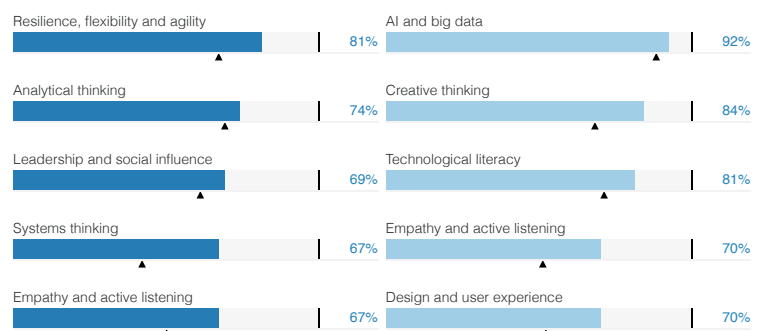 Resilience, flexibility and agility
81%
Analytical thinking
74%
Leadership and social influence
69%
Systems thinking
67%
Empathy and active listening
67%
AI and big data
92%
Creative thinking
84%
Technological literacy
81%
Empathy and active listening
70%
Design and user experience
70%